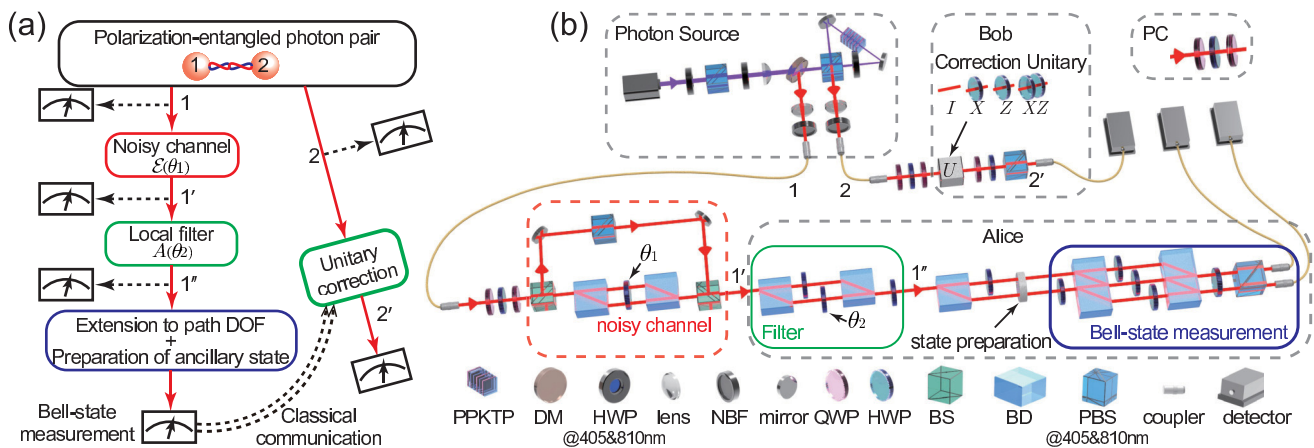 (a)
Polarization-entangled photon pair
1 2
1
Noisy channel
ℰ(θ1)
2
1'
Local filter
A(θ2)
1''
Unitary
correction
Extension to path DOF
+
Preparation of ancillary state
2'
Bell-state
measurement
Classical
communication
(b)
Photon Source
Bob
Correction Unitary
I X Z XZ
U
PC
1 2 2'
Alice
θ1
1'
1''
noisy channel
Filter
θ2
state preparation
Bell-state measurement
PPKTP DM HWP lens NBF mirror QWP HWP BS BD PBS coupler detector
@405&810nm @405&810nm